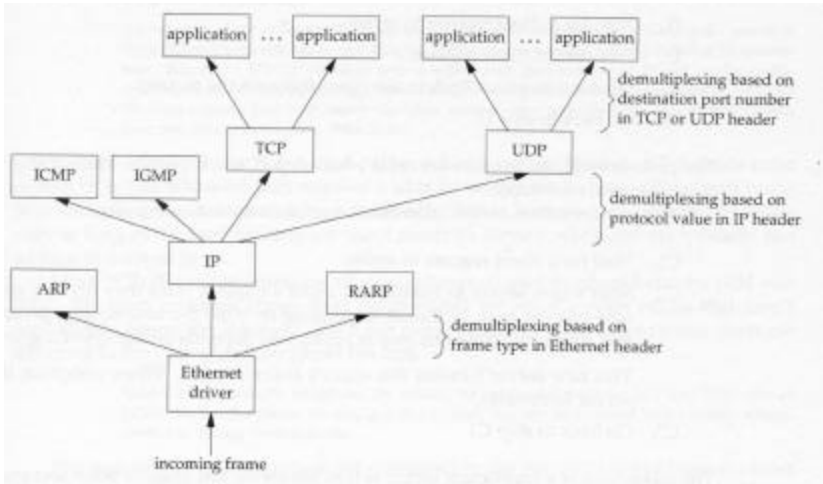 application ... application
application ... application
demultiplexing based on
destination port number
in TCP or UDP header
TCP
UDP
ICMP
IGMP
demultiplexing based on
protocol value in IP header
IP
ARP
RARP
demultiplexing based on
frame type in Ethernet header
Ethernet
driver
incoming frame